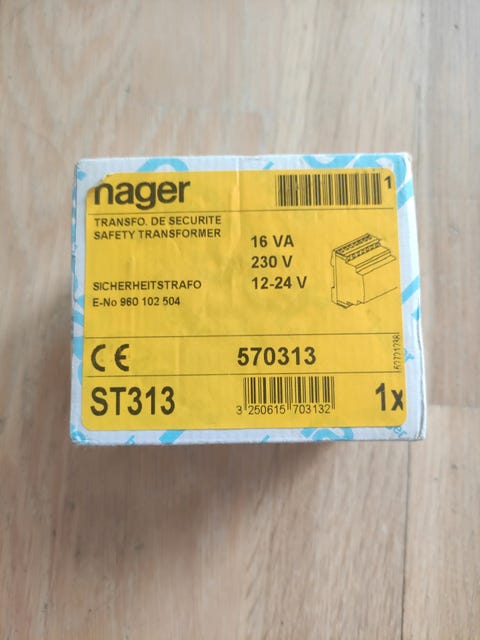 hager
1
TRANSFO. DE SECURITE
SAFETY TRANSFORMER
16 VA
230 V
12-24 V
SICHERHEITSTRAFO
E-No 960 102 504
CE
570313
ST313
3 250615 703132
1x